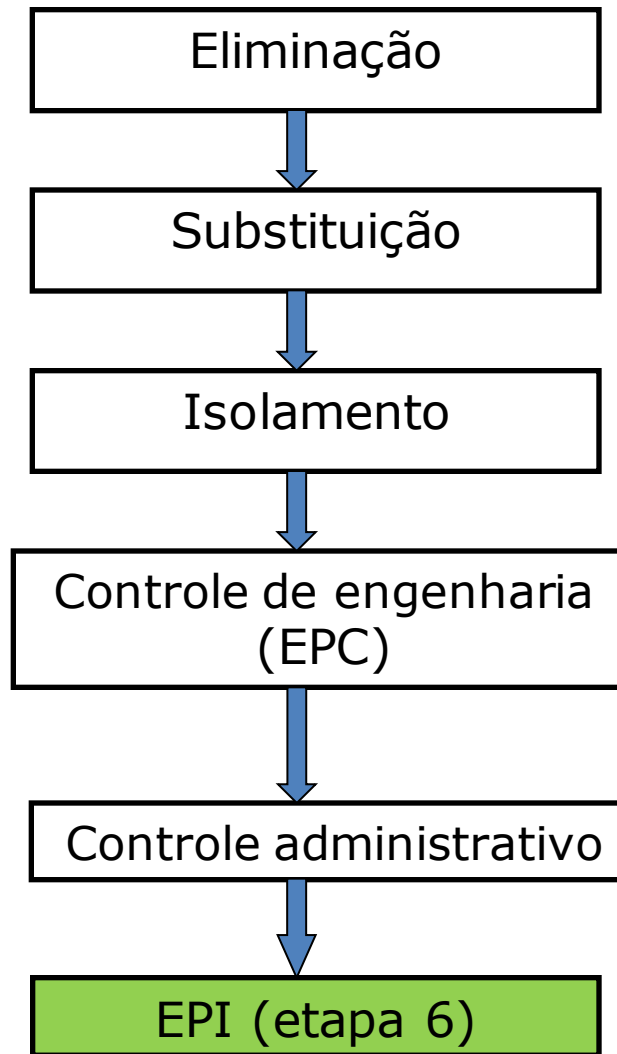 Eliminação
Substituição
Isolamento
Controle de engenharia
(EPC)
Controle administrativo
EPI (etapa 6)